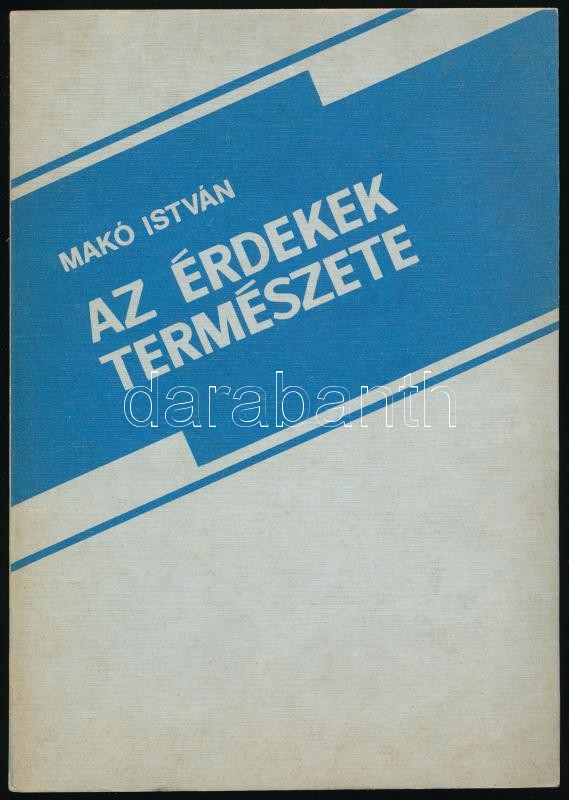 MAKÓ ISTVÁN
AZ ÉRDEKEK
TERMÉSZETE
darabanth